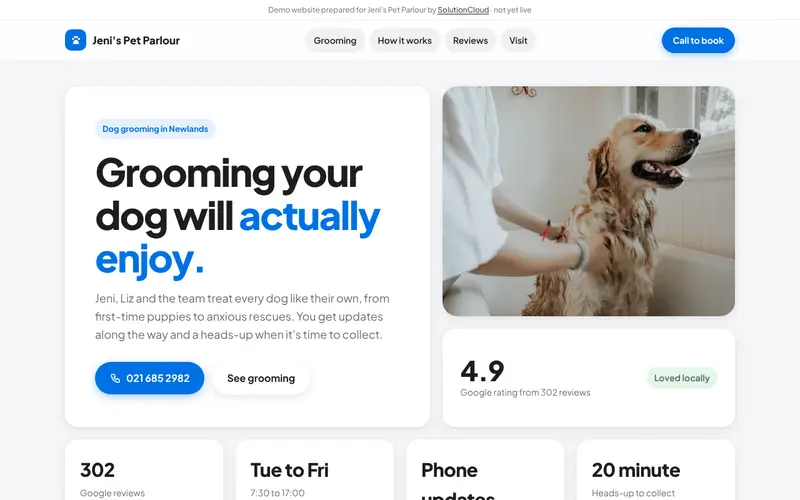 Demo website prepared for Jeni's Pet Parlour by SolutionCloud · not yet live
Jeni's Pet Parlour
Grooming
How it works
Reviews
Visit
Call to book
Dog grooming in Newlands
Grooming your
dog will actually
enjoy.
Jeni, Liz and the team treat every dog like their own, from
first-time puppies to anxious rescues. You get updates
along the way and a heads-up when it's time to collect.
021 685 2982
See grooming
4.9
Google rating from 302 reviews
Loved locally
302
Google reviews
Tue to Fri
7:30 to 17:00
Phone
updates
20 minute
Heads-up to collect